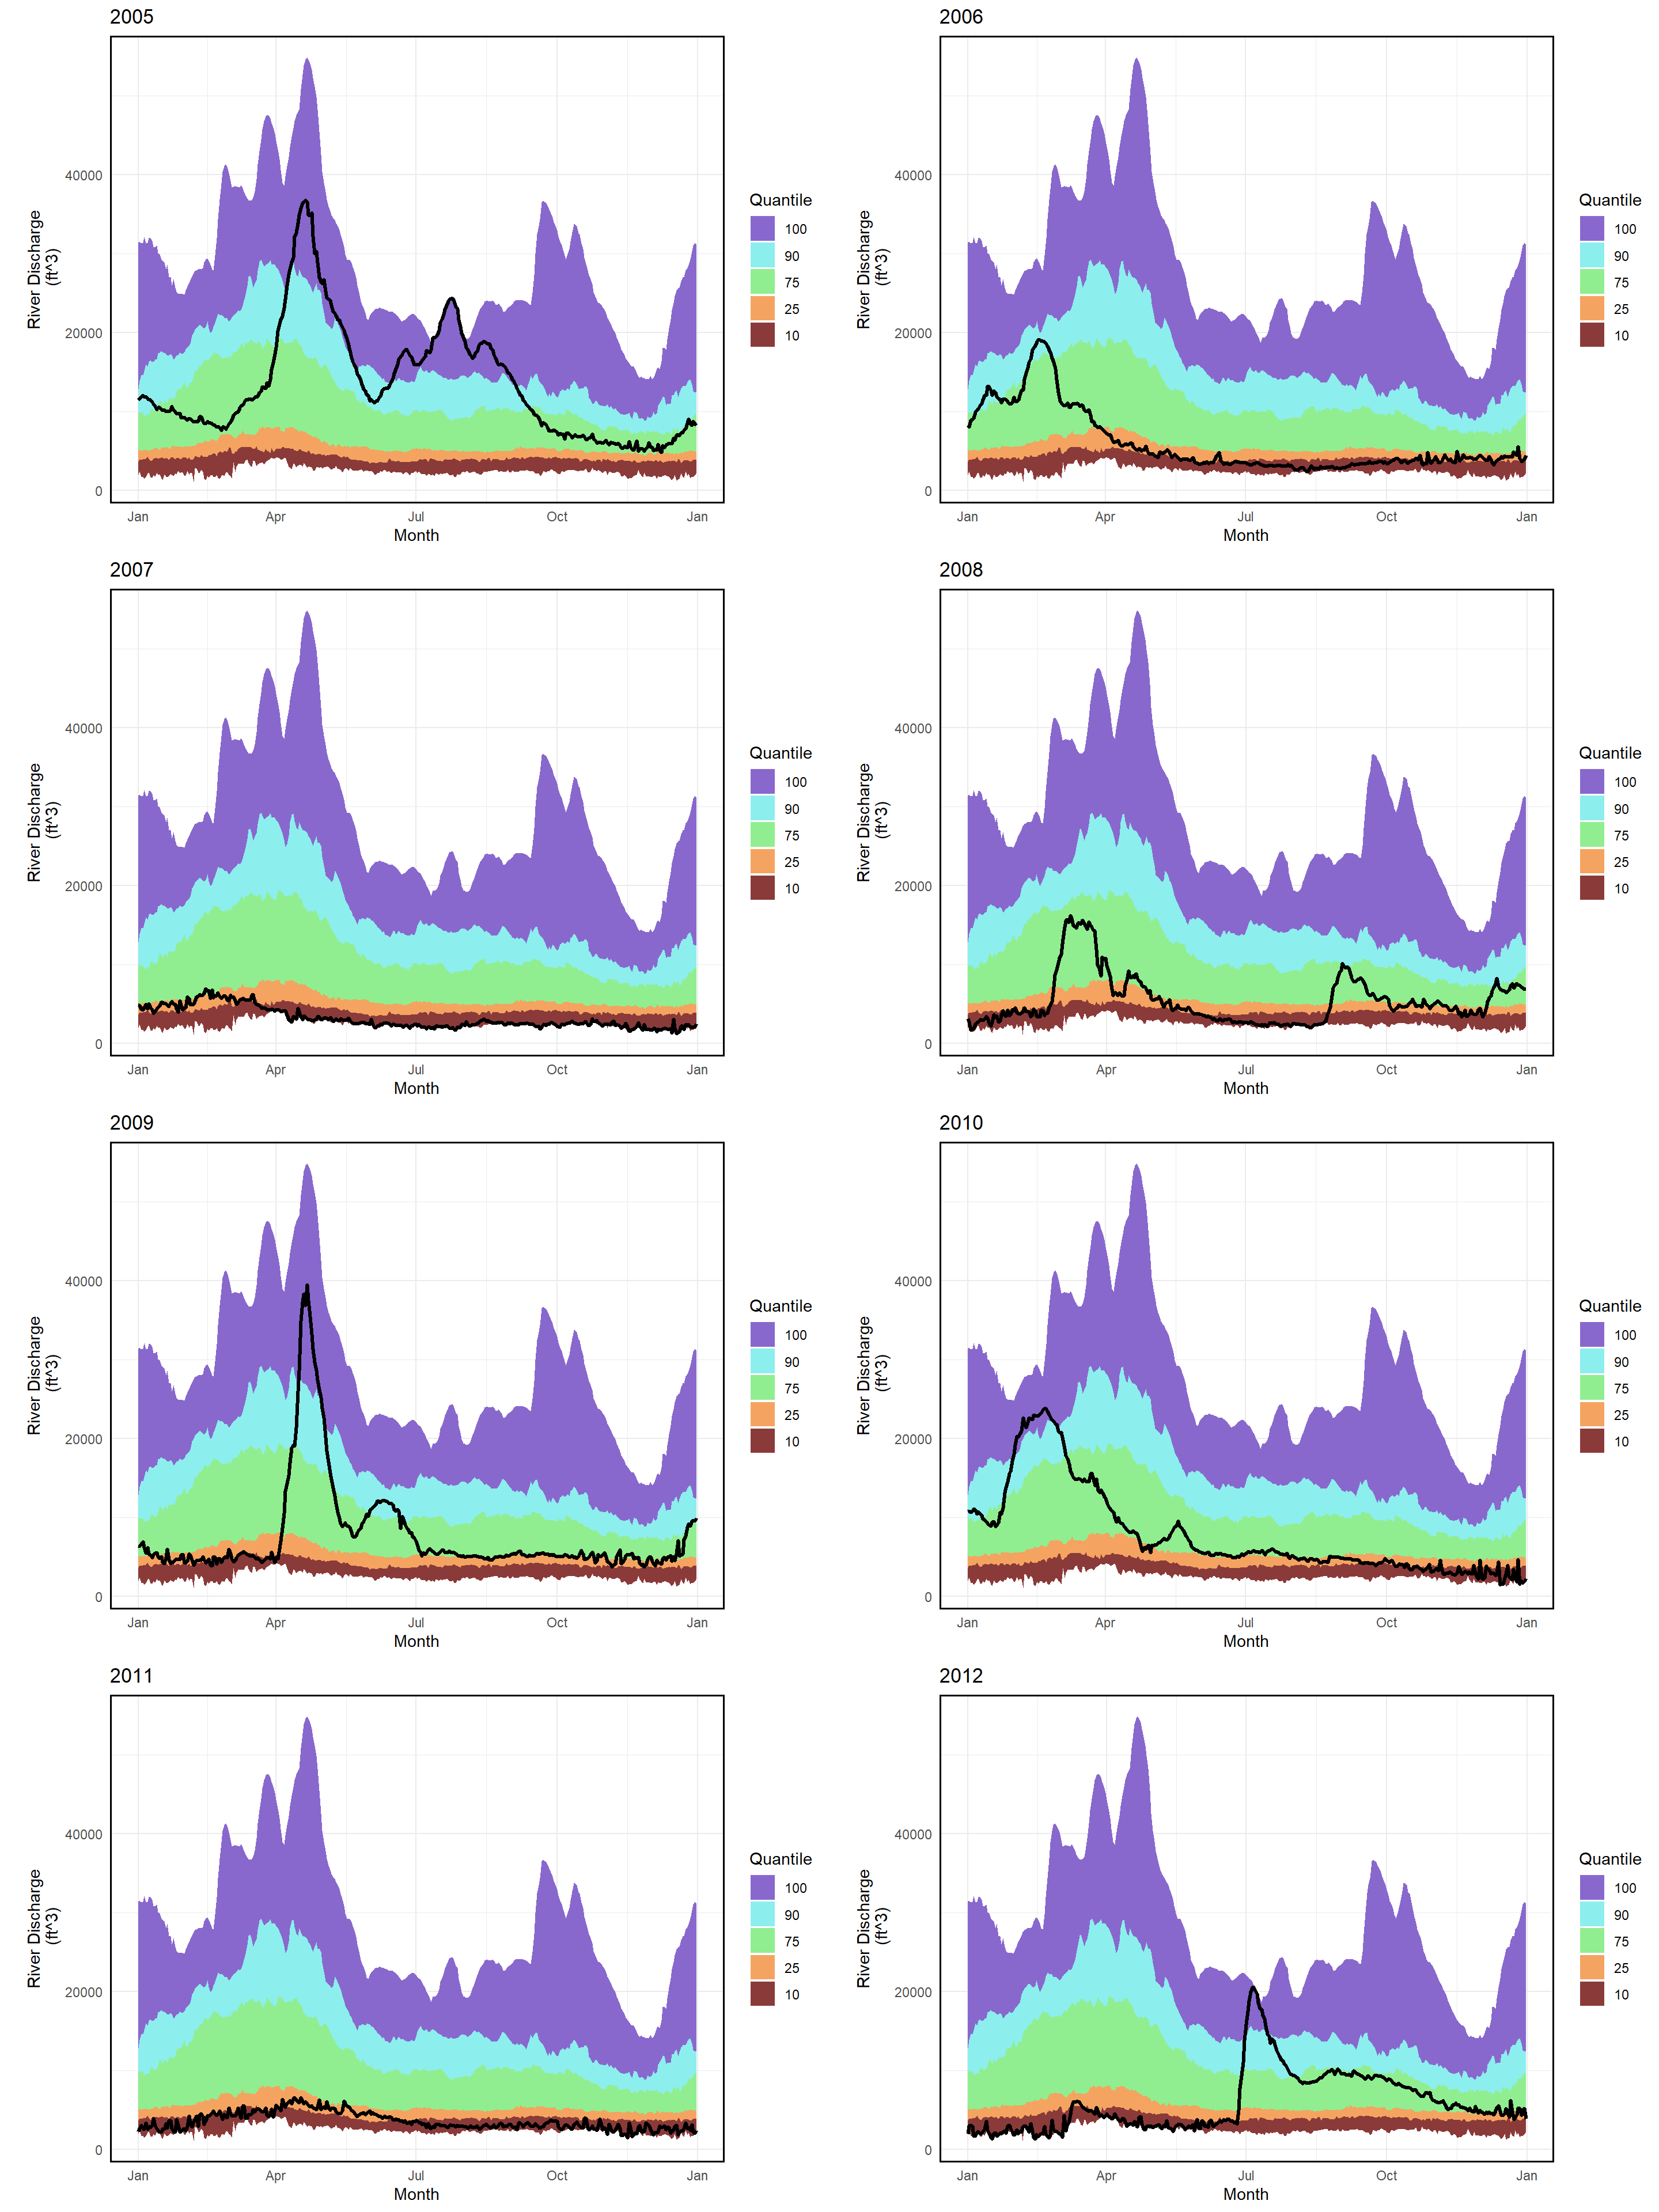 2005
River Discharge
(ft^3)
40000
20000
0
Jan
Apr
Jul
Oct
Jan
Month
Quantile
100
90
75
25
10
2006
River Discharge
(ft^3)
40000
20000
0
Jan
Apr
Jul
Oct
Jan
Month
Quantile
100
90
75
25
10
2007
River Discharge
(ft^3)
40000
20000
0
Jan
Apr
Jul
Oct
Jan
Month
Quantile
100
90
75
25
10
2008
River Discharge
(ft^3)
40000
20000
0
Jan
Apr
Jul
Oct
Jan
Month
Quantile
100
90
75
25
10
2009
River Discharge
(ft^3)
40000
20000
0
Jan
Apr
Jul
Oct
Jan
Month
Quantile
100
90
75
25
10
2010
River Discharge
(ft^3)
40000
20000
0
Jan
Apr
Jul
Oct
Jan
Month
Quantile
100
90
75
25
10
2011
River Discharge
(ft^3)
40000
20000
0
Jan
Apr
Jul
Oct
Jan
Month
Quantile
100
90
75
25
10
2012
River Discharge
(ft^3)
40000
20000
0
Jan
Apr
Jul
Oct
Jan
Month
Quantile
100
90
75
25
10